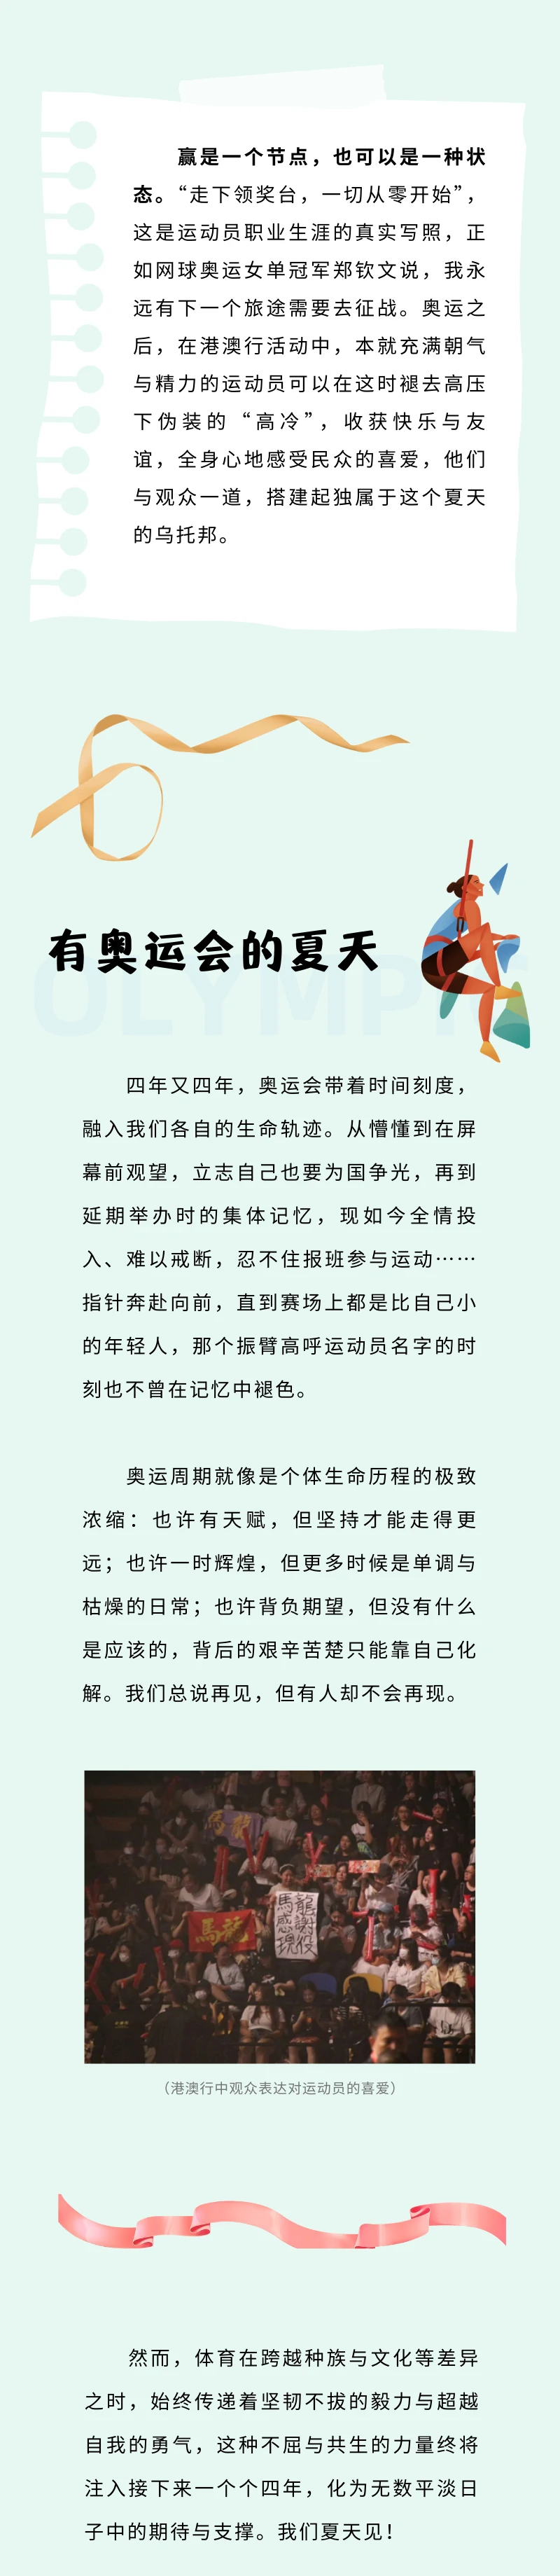 赢是一个节点，也可以是一种状
态。“走下领奖台，一切从零开始”，
这是运动员职业生涯的真实写照，正
如网球奥运女单冠军郑钦文说，我永
远有下一个旅途需要去征战。奥运之
后，在港澳行活动中，本就充满朝气
与精力的运动员可以在这时褪去高压
下伪装的“高冷”，收获快乐与友
谊，全身心地感受民众的喜爱，他们
与观众一道，搭建起独属于这个夏天
的乌托邦。
有奥运会的夏天
OLYMPIC
四年又四年，奥运会带着时间刻度，
融入我们各自的生命轨迹。从懵懂到在屏
幕前观望，立志自己也要为国争光，再到
延期举办时的集体记忆，现如今全情投
入、难以戒断，忍不住报班参与运动……
指针奔赴向前，直到赛场上都是比自己小
的年轻人，那个振臂高呼运动员名字的时
刻也不曾在记忆中褪色。
奥运周期就像是个体生命历程的极致
浓缩：也许有天赋，但坚持才能走得更
远；也许一时辉煌，但更多时候是单调与
枯燥的日常；也许背负期望，但没有什么
是应该的，背后的艰辛苦楚只能靠自己化
解。我们总说再见，但有人却不会再现。
馬龍
馬龍
馬龍
感謝
現役
（港澳行中观众表达对运动员的喜爱）
然而，体育在跨越种族与文化等差异
之时，始终传递着坚韧不拔的毅力与超越
自我的勇气，这种不屈与共生的力量终将
注入接下来一个个四年，化为无数平淡日
子中的期待与支撑。我们夏天见！